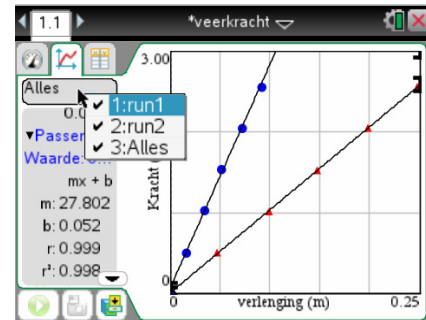 1.1
*veerkracht
Alles
1:run1
2:run2
3:Alles
0.0
▼Passen
Waarde:
mx + b
m: 27.802
b: 0.052
r: 0.999
r²: 0.998
3.00
Kracht
0
0
verlenging (m)
0.25